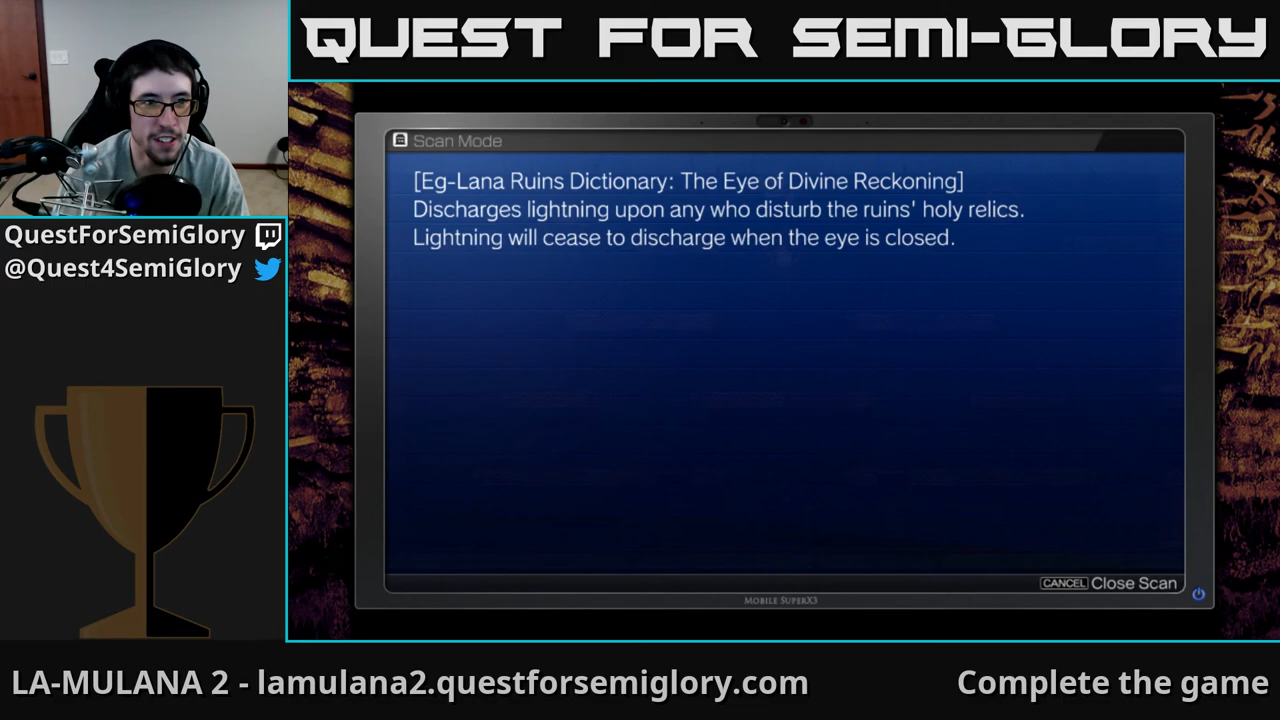 QUEST FOR SEMI-GLORY
QuestForSemiGlory
@Quest4SemiGlory
Scan Mode
[Eg-Lana Ruins Dictionary: The Eye of Divine Reckoning]
Discharges lightning upon any who disturb the ruins' holy relics.
Lightning will cease to discharge when the eye is closed.
CANCEL Close Scan
MOBILE SUPERX3
LA-MULANA 2 - lamulana2.questforsemiglory.com
Complete the game